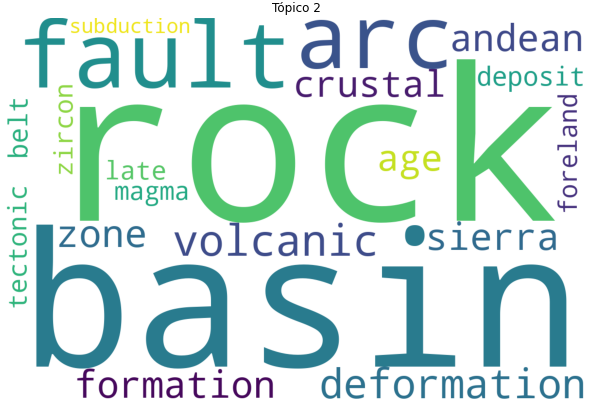 Tópico 2
subduction
fault
arc
andean
crustal
deposit
rock
zircon
late
magma
age
foreland
tectonic
belt
zone
volcanic
sierra
basin
formation
deformation